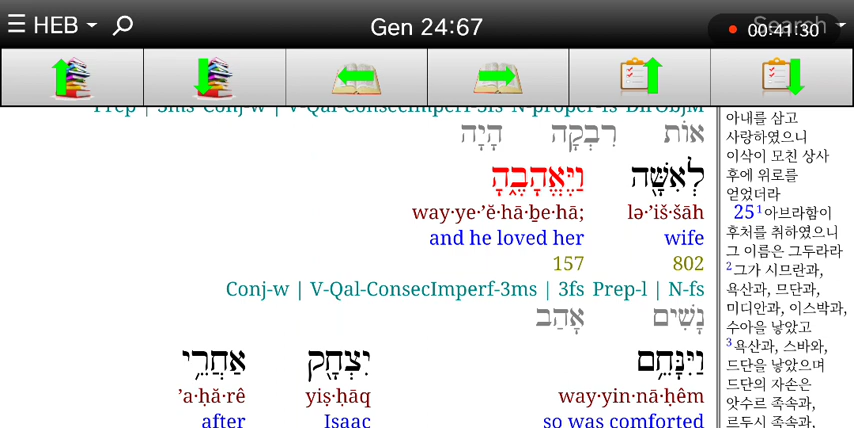 ☰ HEB
Gen 24:67
00:41:30
Prep | 3ms Conj-w | V-Qal-ConsecImperf-3fs N-proper-fs DirObjM
אוֹת רִבְקָה הָיָה
לְאִשָּׁ֖ה וַיֶּאֱהָבֶ֑הָ
way·ye·’ĕ·hā·ḇe·hā; lə·’iš·šāh
and he loved her wife
157 802
Conj-w | V-Qal-ConsecImperf-3ms | 3fs Prep-l | N-fs
נָשִׁים אָהַב
וַיִּנָּחֵ֥ם יִצְחָ֖ק אַחֲרֵ֥י
’a·ḥă·rê yiṣ·ḥāq way·yin·nā·ḥêm
after Isaac so was comforted
아내를 삼고
사랑하였으니
이삭이 모친 상사
후에 위로를
얻었더라
25 1아브라함이
후처를 취하였으니
그 이름은 그두라라
2그가 시므란과,
욕산과, 므단과,
미디안과, 이스박과,
수아을 낳았고
3욕산과, 스바와,
드단을 낳았으며
드단의 자손은
앗수르 족속과,
르두시 족속과,